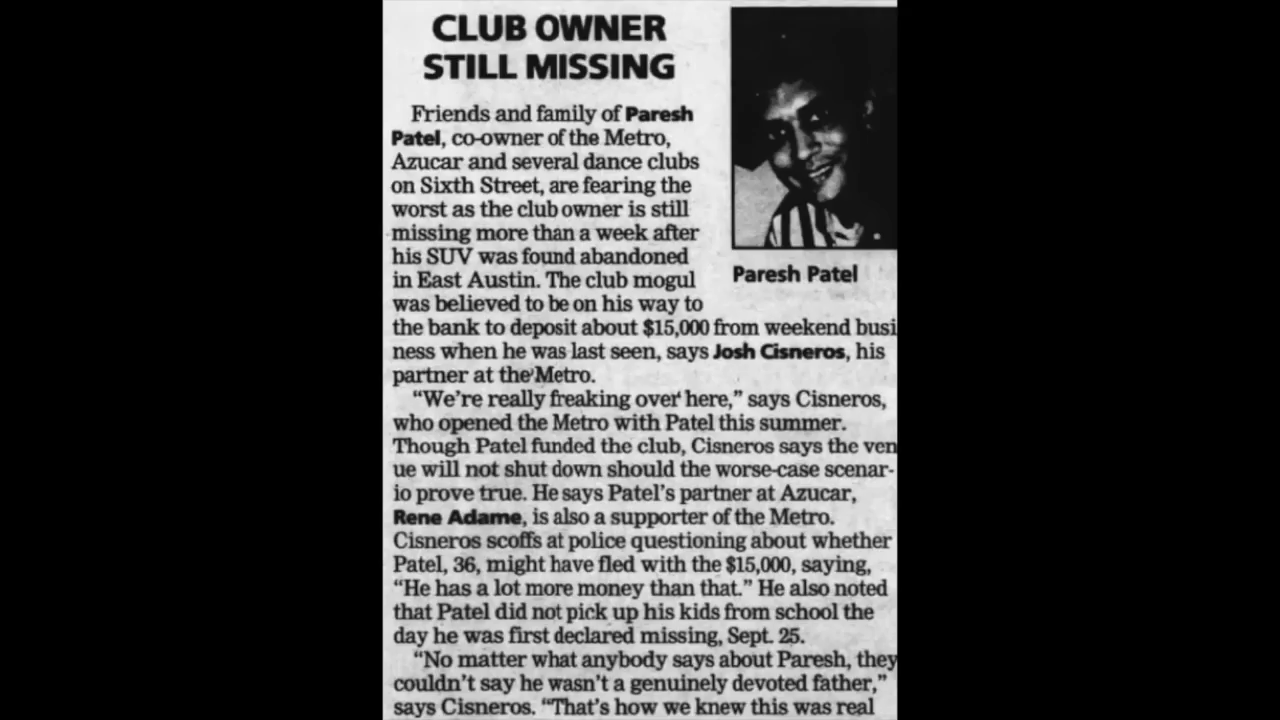 CLUB OWNER
STILL MISSING
Friends and family of Paresh
Patel, co-owner of the Metro,
Azucar and several dance clubs
on Sixth Street, are fearing the
worst as the club owner is still
missing more than a week after
his SUV was found abandoned
in East Austin. The club mogul
was believed to be on his way to
Paresh Patel
the bank to deposit about $15,000 from weekend busi
ness when he was last seen, says Josh Cisneros, his
partner at the Metro.
“We’re really freaking over here,” says Cisneros,
who opened the Metro with Patel this summer.
Though Patel funded the club, Cisneros says the ven
ue will not shut down should the worse-case scenar-
io prove true. He says Patel’s partner at Azucar,
Rene Adame, is also a supporter of the Metro.
Cisneros scoffs at police questioning about whether
Patel, 36, might have fled with the $15,000, saying,
“He has a lot more money than that.” He also noted
that Patel did not pick up his kids from school the
day he was first declared missing, Sept. 25.
“No matter what anybody says about Paresh, they
couldn’t say he wasn’t a genuinely devoted father,”
says Cisneros. “That’s how we knew this was real